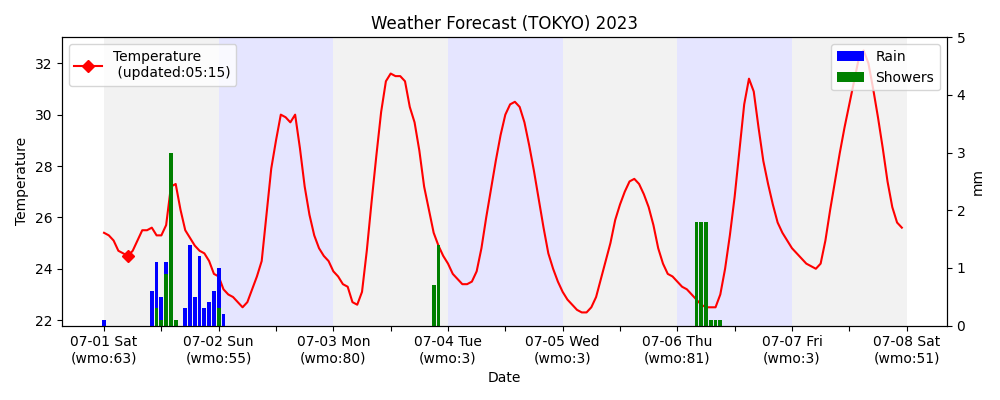 Weather Forecast (TOKYO) 2023
Temperature
(updated:05:15)
Rain
Showers
Temperature
32
30
28
26
24
22
5
4
3
2
1
0
mm
07-01 Sat
(wmo:63)
07-02 Sun
(wmo:55)
07-03 Mon
(wmo:80)
07-04 Tue
(wmo:3)
07-05 Wed
(wmo:3)
07-06 Thu
(wmo:81)
07-07 Fri
(wmo:3)
07-08 Sat
(wmo:51)
Date